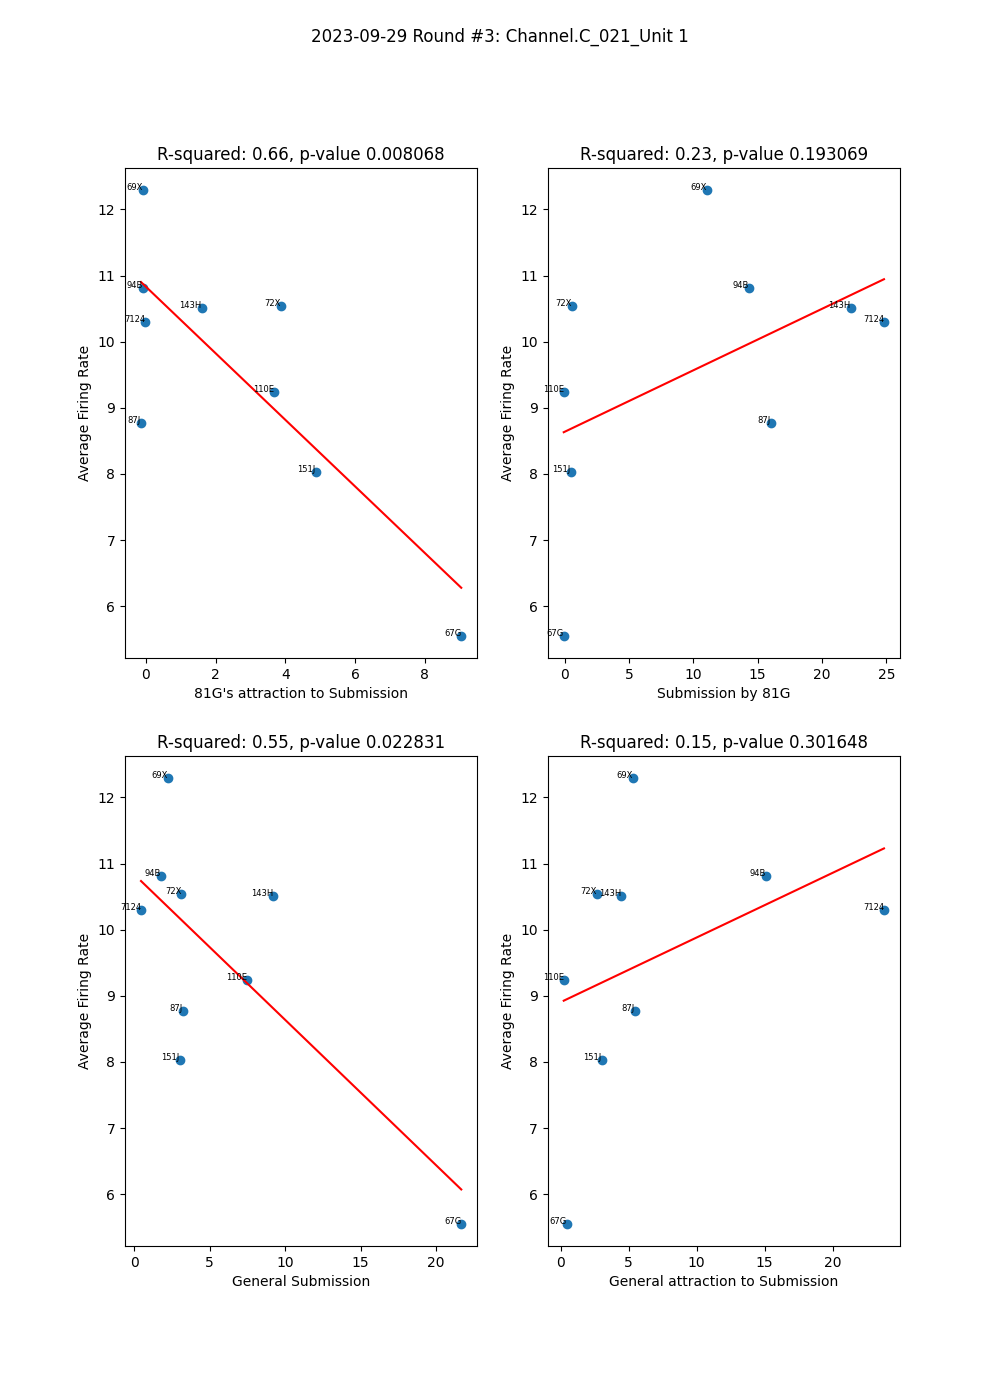 2023-09-29 Round #3: Channel.C_021_Unit 1
R-squared: 0.66, p-value 0.008068
Average Firing Rate
12
11
10
9
8
7
6
69X
94B
143H
72X
7124
110E
87J
151J
67G
0 2 4 6 8
81G's attraction to Submission
R-squared: 0.23, p-value 0.193069
Average Firing Rate
12
11
10
9
8
7
6
69X
94B
72X
143H
7124
110E
87J
151J
67G
0 5 10 15 20 25
Submission by 81G
R-squared: 0.55, p-value 0.022831
Average Firing Rate
12
11
10
9
8
7
6
69X
94B
72X
143H
7124
110E
87J
151J
67G
0 5 10 15 20
General Submission
R-squared: 0.15, p-value 0.301648
Average Firing Rate
12
11
10
9
8
7
6
69X
94B
72X
143H
7124
110E
87J
151J
67G
0 5 10 15 20
General attraction to Submission